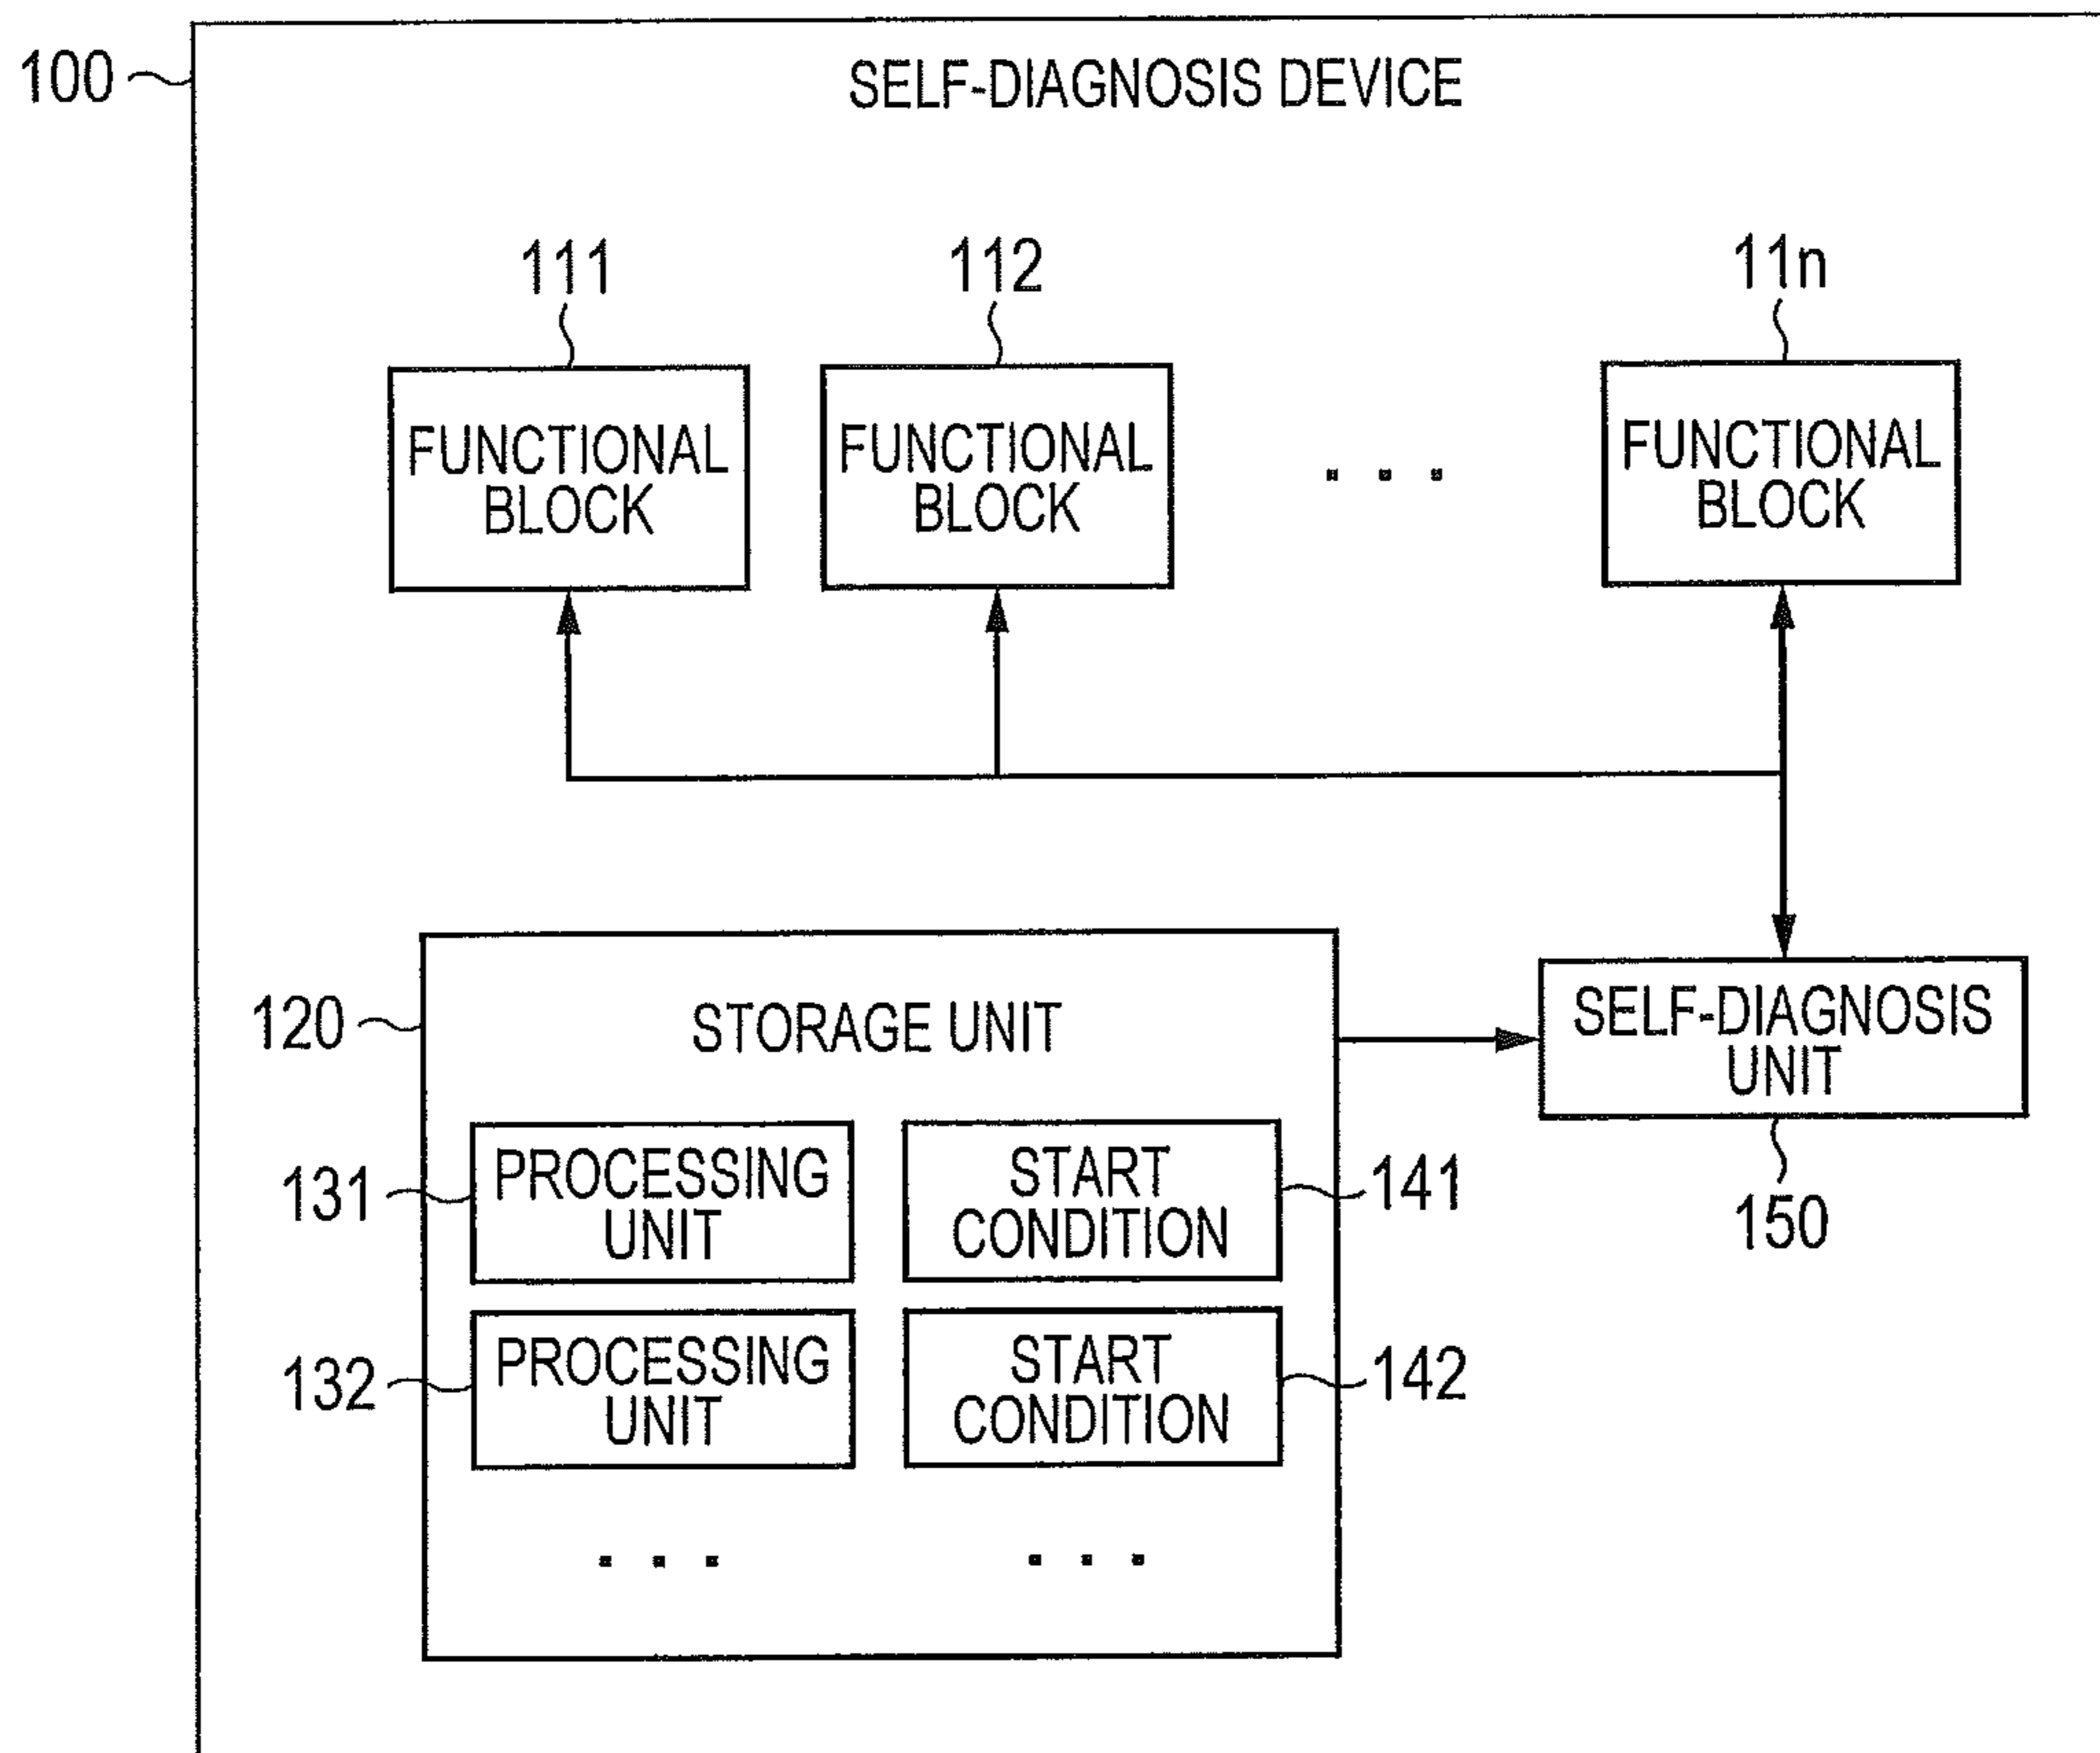 100
SELF-DIAGNOSIS DEVICE
111
112
11n
FUNCTIONAL
BLOCK
FUNCTIONAL
BLOCK
. . .
FUNCTIONAL
BLOCK
120
STORAGE UNIT
SELF-DIAGNOSIS
UNIT
150
131
PROCESSING
UNIT
START
CONDITION
141
132
PROCESSING
UNIT
START
CONDITION
142
. . .
. . .